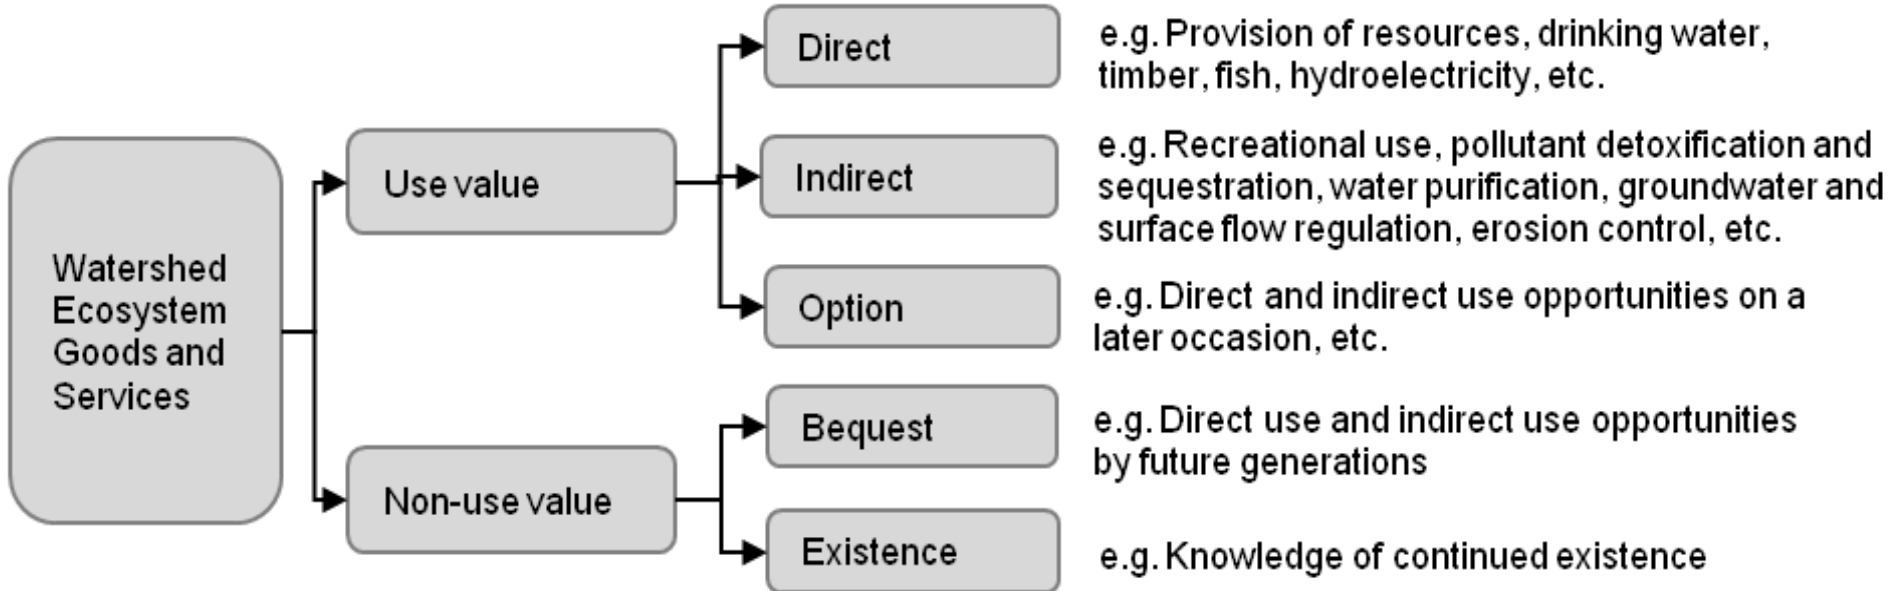 Watershed
Ecosystem
Goods and
Services
Use value
Direct
e.g. Provision of resources, drinking water,
timber, fish, hydroelectricity, etc.
Indirect
e.g. Recreational use, pollutant detoxification and
sequestration, water purification, groundwater and
surface flow regulation, erosion control, etc.
Option
e.g. Direct and indirect use opportunities on a
later occasion, etc.
Non-use value
Bequest
e.g. Direct use and indirect use opportunities
by future generations
Existence
e.g. Knowledge of continued existence